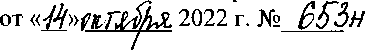 от «14» октября 2022 г. № 653н